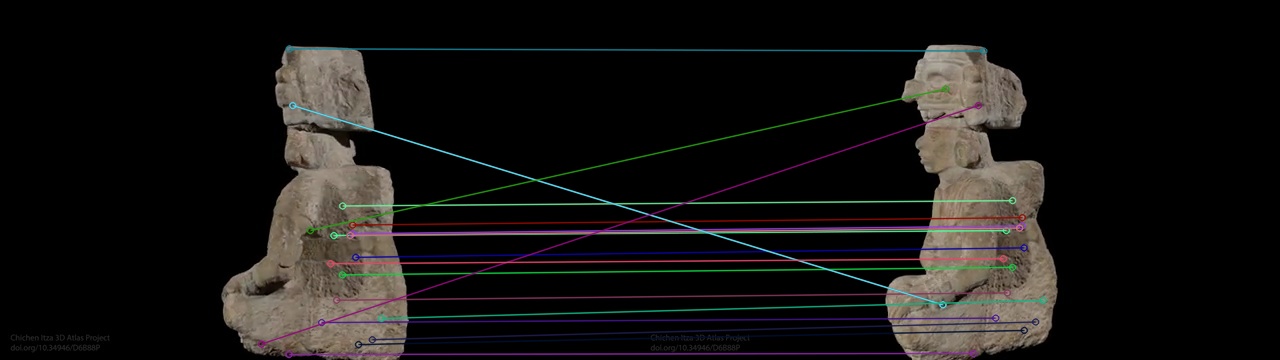 Chichen Itza 3D Atlas Project
doi.org/10.34946/D6B88P
Chichen Itza 3D Atlas Project
doi.org/10.34946/D6B88P